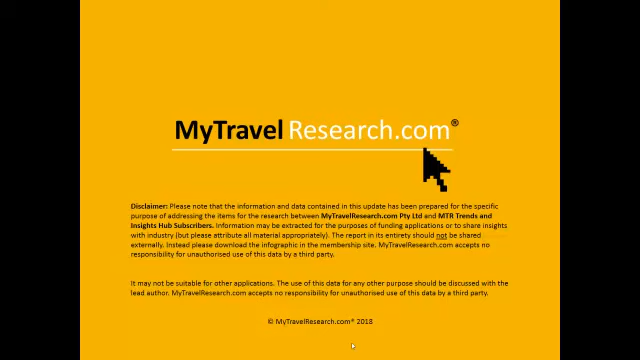 MyTravel Research.com®
Disclaimer: Please note that the information and data contained in this update has been prepared for the specific
purpose of addressing the items for the research between MyTravelResearch.com Pty Ltd and MTR Trends and
Insights Hub Subscribers. Information may be extracted for the purposes of funding applications or to share insights
with industry (but please attribute all material appropriately). The report in its entirety should not be shared
externally. Instead please download the infographic in the membership site. MyTravelResearch.com accepts no
responsibility for unauthorised use of this data by a third party.
It may not be suitable for other applications. The use of this data for any other purpose should be discussed with the
lead author. MyTravelResearch.com accepts no responsibility for unauthorised use of this data by a third party.
© MyTravelResearch.com® 2018